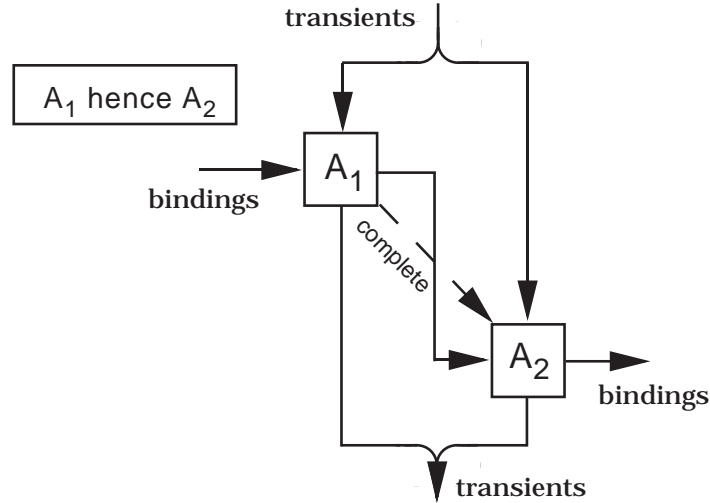 transients
A₁ hence A₂
A₁
bindings
complete
A₂
bindings
transients